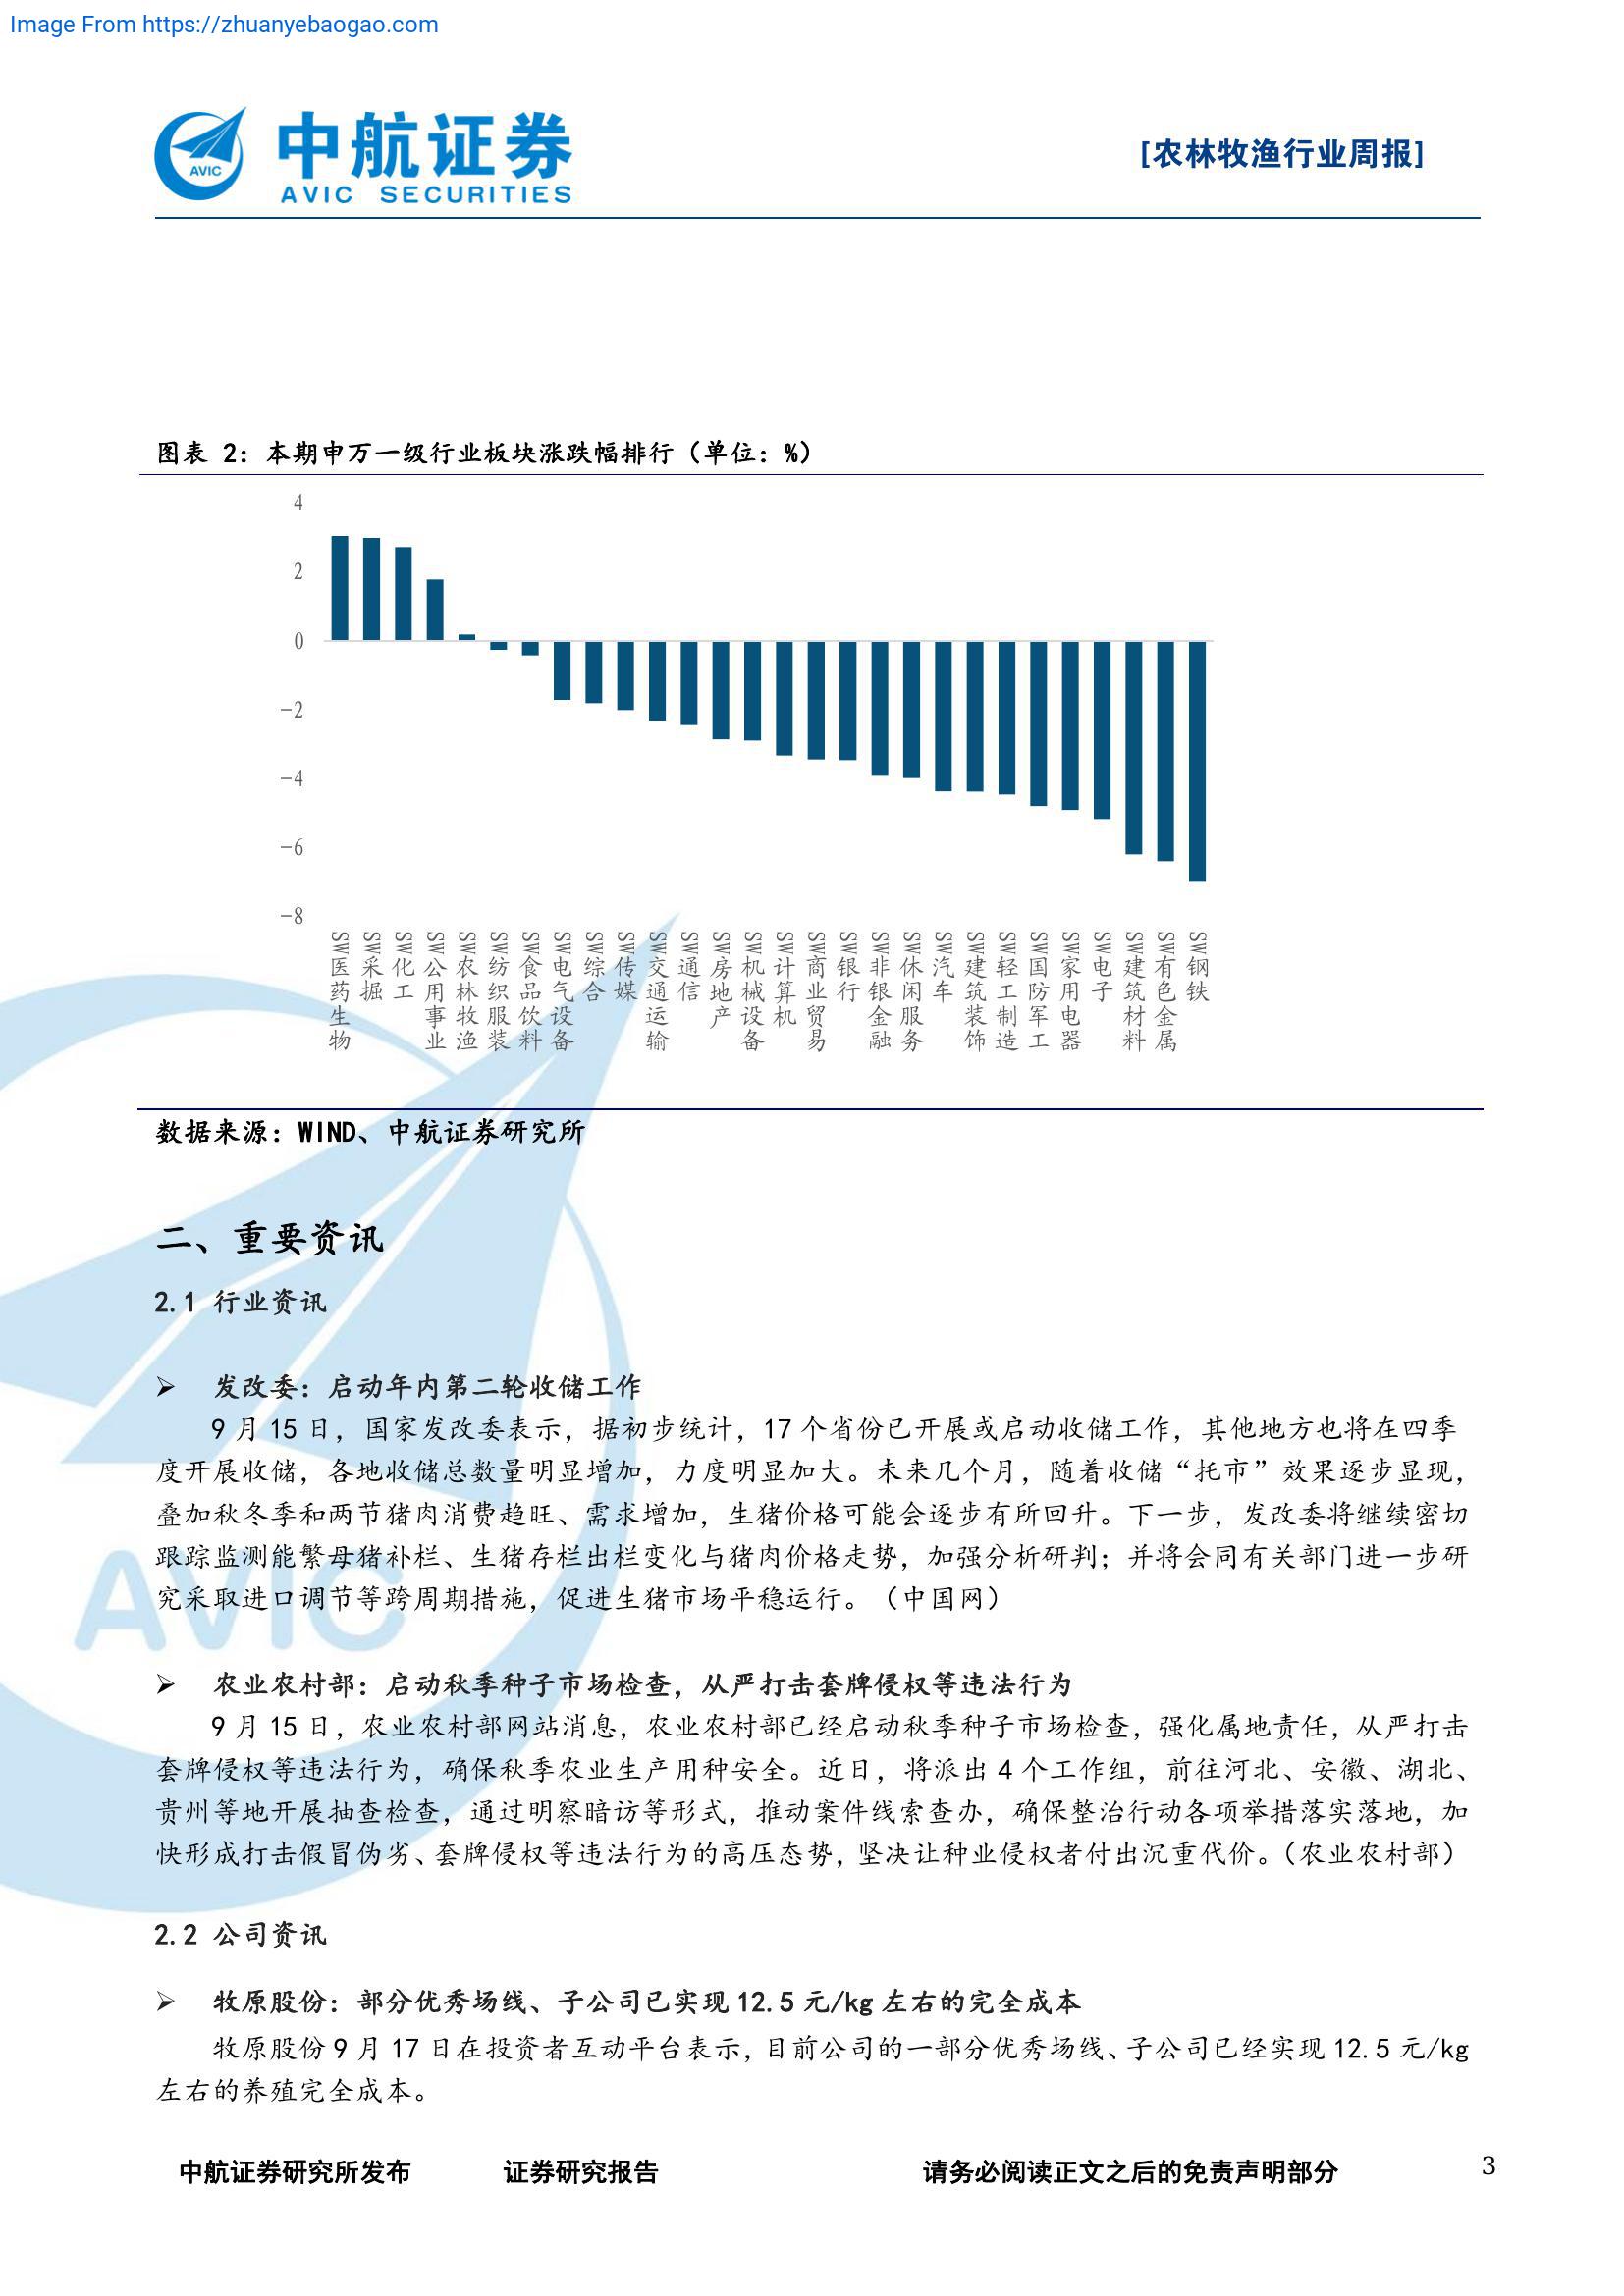 Image From https://zhuanyebaogao.com
AVIC
中航证券
AVIC SECURITIES
[农林牧渔行业周报]
图表 2：本期申万一级行业板块涨跌幅排行（单位：%）
4
2
0
-2
-4
-6
-8
SW医药生物
SW采掘
SW化工
SW公用事业
SW农林牧渔
SW纺织服装
SW食品饮料
SW电气设备
SW综合
SW传媒
SW交通运输
SW通信
SW房地产
SW机械设备
SW计算机
SW商业贸易
SW银行
SW非银金融
SW休闲服务
SW汽车
SW建筑装饰
SW轻工制造
SW国防军工
SW家用电器
SW电子
SW建筑材料
SW有色金属
SW钢铁
数据来源：WIND、中航证券研究所
二、重要资讯
2.1 行业资讯
➢ 发改委：启动年内第二轮收储工作
9 月 15 日，国家发改委表示，据初步统计，17 个省份已开展或启动收储工作，其他地方也将在四季
度开展收储，各地收储总数量明显增加，力度明显加大。未来几个月，随着收储“托市”效果逐步显现，
叠加秋冬季和两节猪肉消费趋旺、需求增加，生猪价格可能会逐步有所回升。下一步，发改委将继续密切
跟踪监测能繁母猪补栏、生猪存栏出栏变化与猪肉价格走势，加强分析研判；并将会同有关部门进一步研
究采取进口调节等跨周期措施，促进生猪市场平稳运行。（中国网）
➢ 农业农村部：启动秋季种子市场检查，从严打击套牌侵权等违法行为
9 月 15 日，农业农村部网站消息，农业农村部已经启动秋季种子市场检查，强化属地责任，从严打击
套牌侵权等违法行为，确保秋季农业生产用种安全。近日，将派出 4 个工作组，前往河北、安徽、湖北、
贵州等地开展抽查检查，通过明察暗访等形式，推动案件线索查办，确保整治行动各项举措落实落地，加
快形成打击假冒伪劣、套牌侵权等违法行为的高压态势，坚决让种业侵权者付出沉重代价。（农业农村部）
AVIC
2.2 公司资讯
➢ 牧原股份：部分优秀场线、子公司已实现 12.5 元/kg 左右的完全成本
牧原股份 9 月 17 日在投资者互动平台表示，目前公司的一部分优秀场线、子公司已经实现 12.5 元/kg
左右的养殖完全成本。
中航证券研究所发布 证券研究报告 请务必阅读正文之后的免责声明部分 3